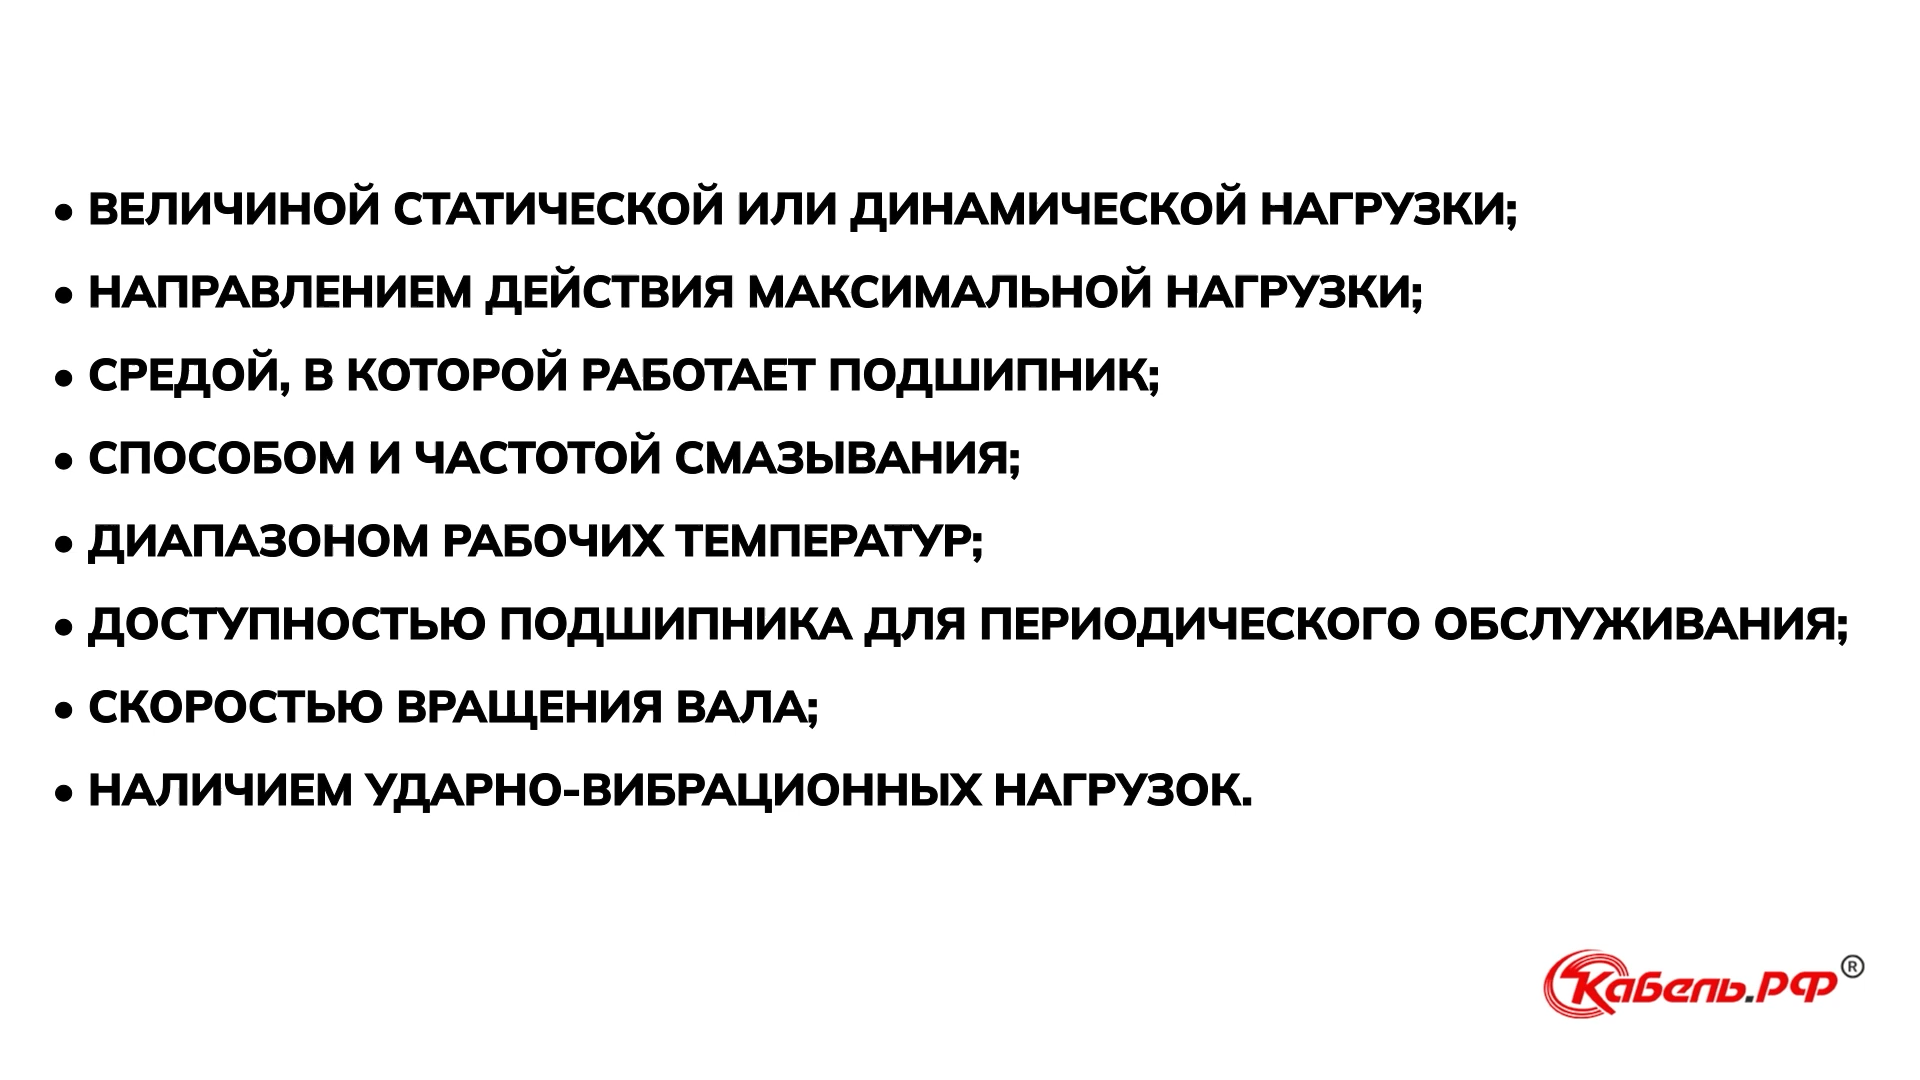 • ВЕЛИЧИНОЙ СТАТИЧЕСКОЙ ИЛИ ДИНАМИЧЕСКОЙ НАГРУЗКИ;
• НАПРАВЛЕНИЕМ ДЕЙСТВИЯ МАКСИМАЛЬНОЙ НАГРУЗКИ;
• СРЕДОЙ, В КОТОРОЙ РАБОТАЕТ ПОДШИПНИК;
• СПОСОБОМ И ЧАСТОТОЙ СМАЗЫВАНИЯ;
• ДИАПАЗОНОМ РАБОЧИХ ТЕМПЕРАТУР;
• ДОСТУПНОСТЬЮ ПОДШИПНИКА ДЛЯ ПЕРИОДИЧЕСКОГО ОБСЛУЖИВАНИЯ;
• СКОРОСТЬЮ ВРАЩЕНИЯ ВАЛА;
• НАЛИЧИЕМ УДАРНО-ВИБРАЦИОННЫХ НАГРУЗОК.
Кабель.РФ®